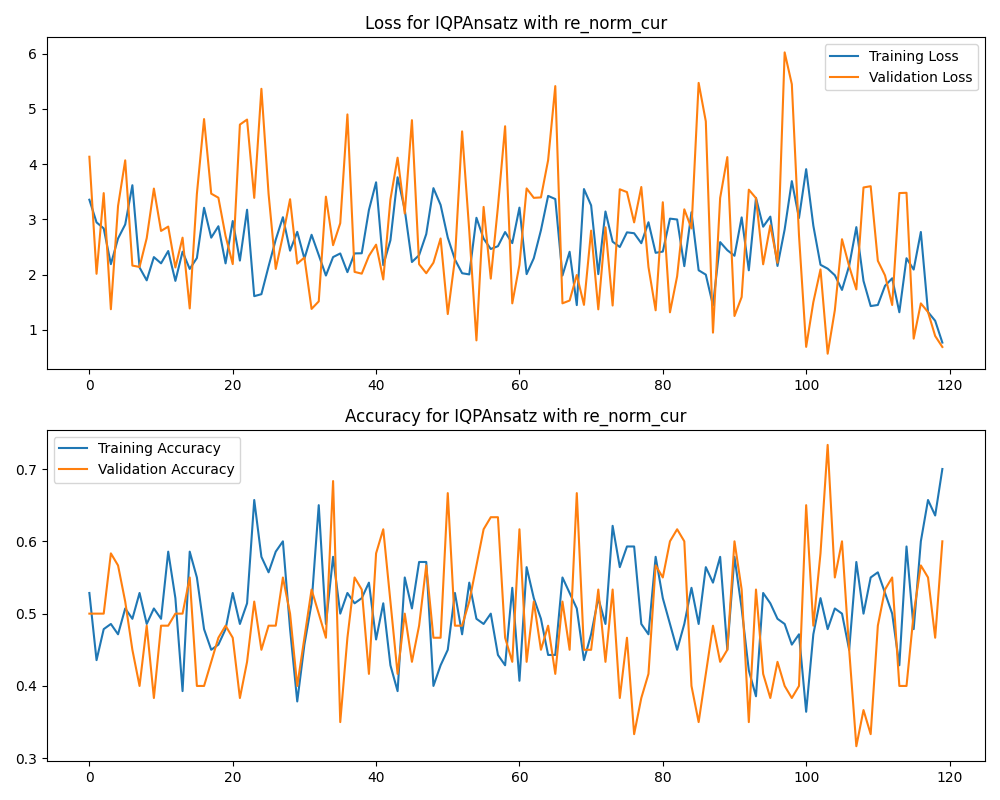 Loss for IQPAnsatz with re_norm_cur
6
5
4
3
2
1
Training Loss
Validation Loss
0 20 40 60 80 100 120
Accuracy for IQPAnsatz with re_norm_cur
0.7
0.6
0.5
0.4
0.3
Training Accuracy
Validation Accuracy
0 20 40 60 80 100 120